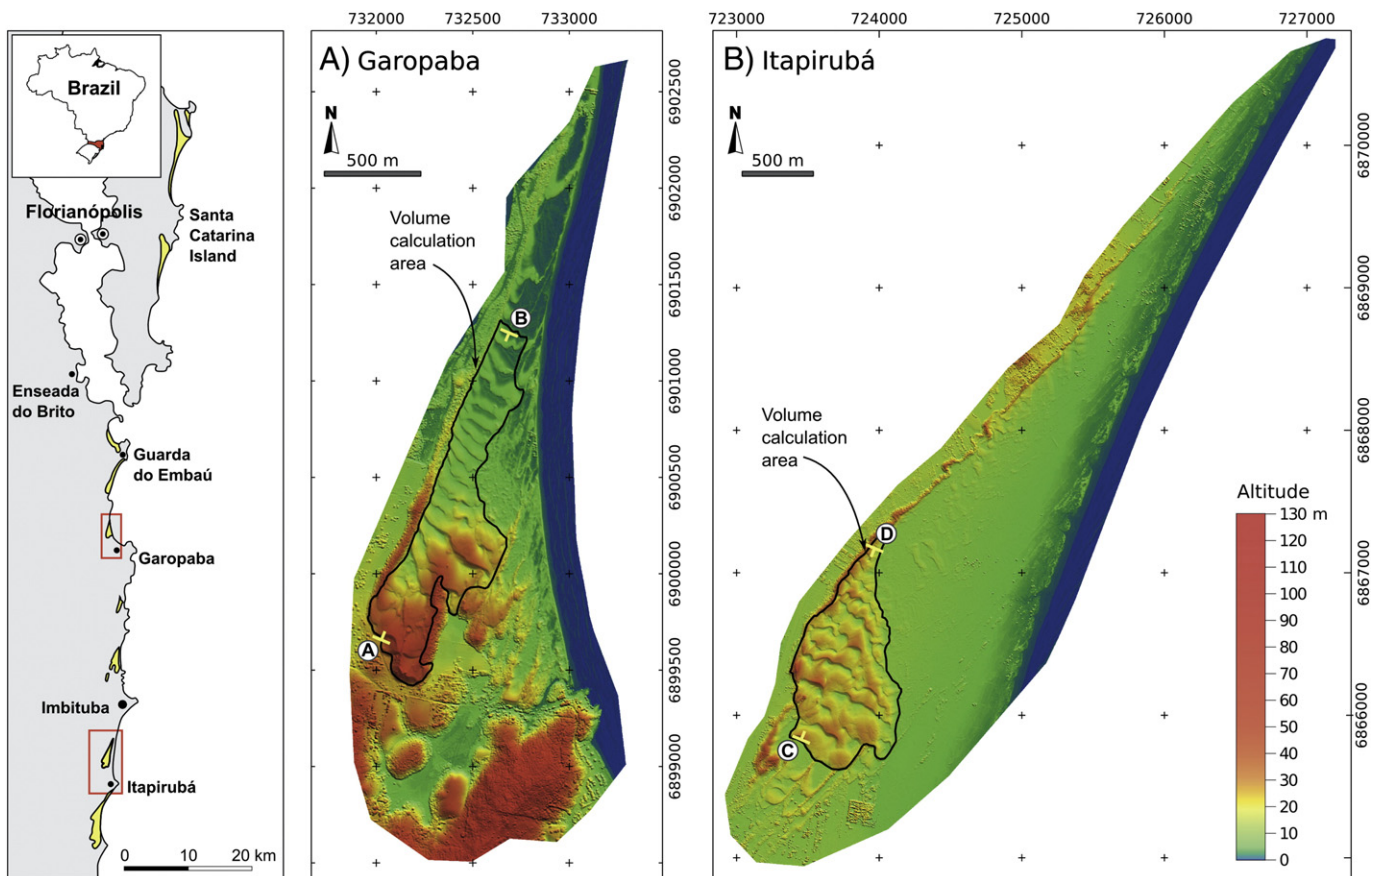 Brazil
Florianópolis
Santa
Catarina
Island
Enseada
do Brito
Guarda
do Embaú
Garopaba
Imbituba
Itapirubá
0 10 20 km
732000 732500 733000
A) Garopaba
N
500 m
Volume
calculation
area
B
A
6902500
6902000
6901500
6901000
6900500
6900000
6899500
6899000
723000 724000 725000 726000 727000
B) Itapirubá
N
500 m
Volume
calculation
area
D
C
6870000
6869000
6868000
6867000
6866000
Altitude
130 m
120
100
90
80
70
60
50
40
30
20
10
0